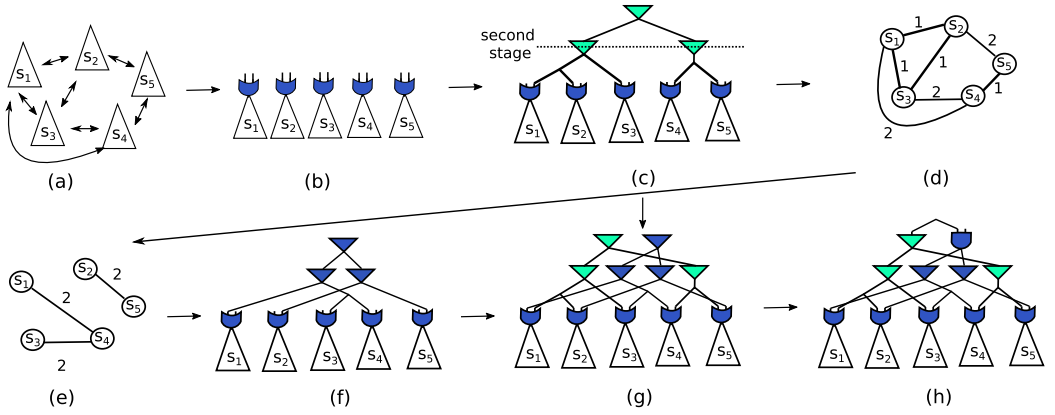 s1 s2 s3 s4 s5
(a)
s1 s2 s3 s4 s5
(b)
second
stage
s1 s2 s3 s4 s5
(c)
s1 1 s2 2 s5
1 1 1
s3 2 s4
2
(d)
s1 s2 2 s5
2
s3 s4
2
(e)
s1 s2 s3 s4 s5
(f)
s1 s2 s3 s4 s5
(g)
s1 s2 s3 s4 s5
(h)